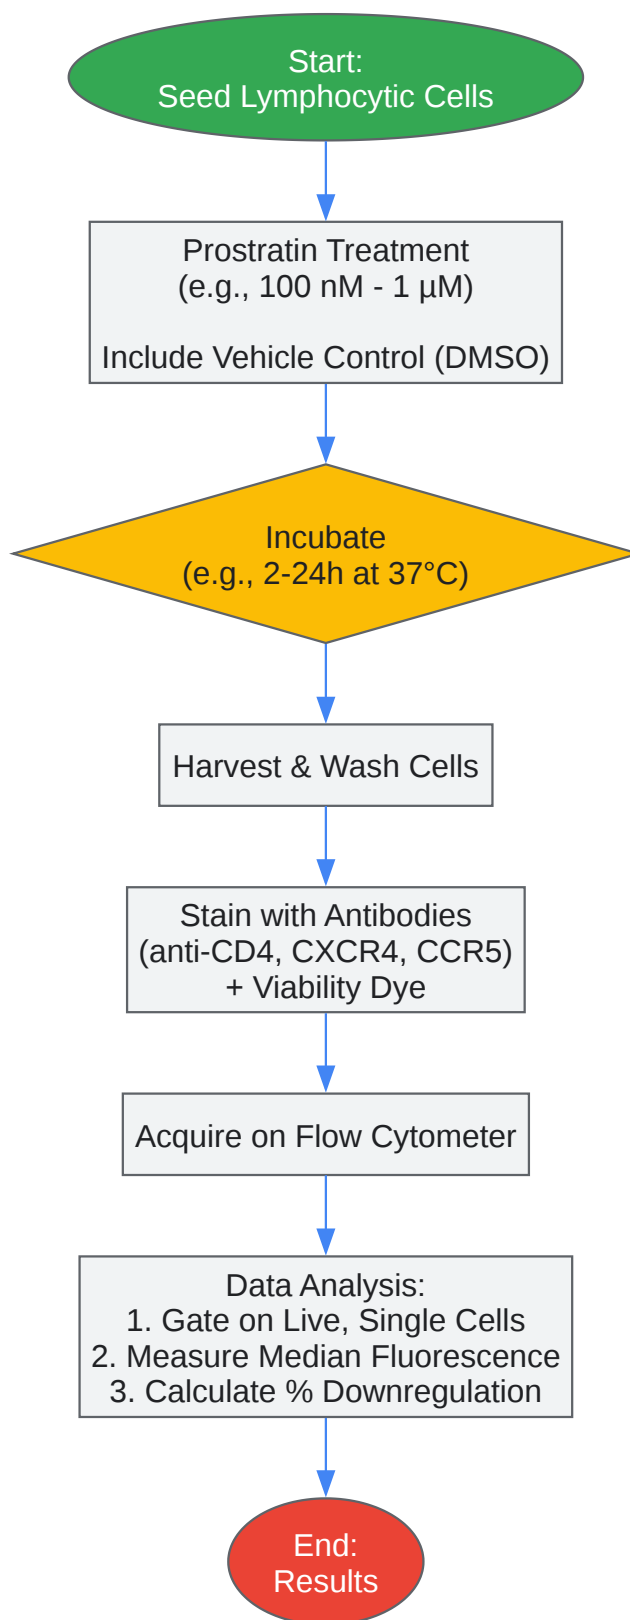 Start:
Seed Lymphocytic Cells
Prostratin Treatment
(e.g., 100 nM - 1 µM)
Include Vehicle Control (DMSO)
Incubate
(e.g., 2-24h at 37°C)
Harvest & Wash Cells
Stain with Antibodies
(anti-CD4, CXCR4, CCR5)
+ Viability Dye
Acquire on Flow Cytometer
Data Analysis:
1. Gate on Live, Single Cells
2. Measure Median Fluorescence
3. Calculate % Downregulation
End:
Results